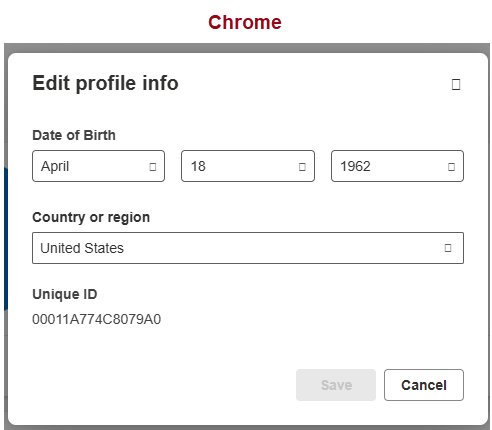 Chrome
Edit profile info
Date of Birth
April 18 1962
Country or region
United States
Unique ID
00011A774C8079A0
Save Cancel